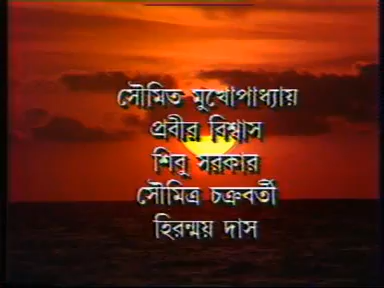 সৌমিত মুখোপাধ্যায়
প্রবীর বিশ্বাস
শিবু সরকার
সৌমিত্র চক্রবর্তী
হিরন্ময় দাস